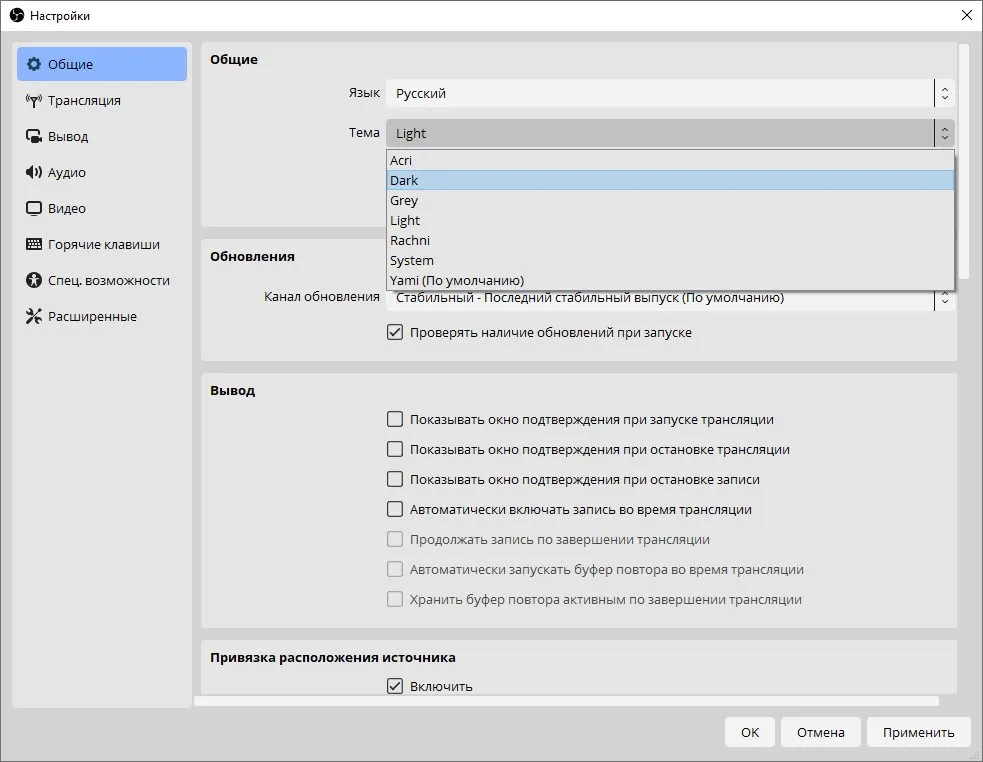 Настройки
Общие
Трансляция
Вывод
Аудио
Видео
Горячие клавиши
Спец. возможности
Расширенные
Общие
Язык Русский
Тема Light
Acri
Dark
Grey
Light
Rachni
System
Yami (По умолчанию)
Обновления
Канал обновления Стабильный - Последний стабильный выпуск (По умолчанию)
Проверять наличие обновлений при запуске
Вывод
Показывать окно подтверждения при запуске трансляции
Показывать окно подтверждения при остановке трансляции
Показывать окно подтверждения при остановке записи
Автоматически включать запись во время трансляции
Продолжать запись по завершении трансляции
Автоматически запускать буфер повтора во время трансляции
Хранить буфер повтора активным по завершении трансляции
Привязка расположения источника
Включить
OK Отмена Применить